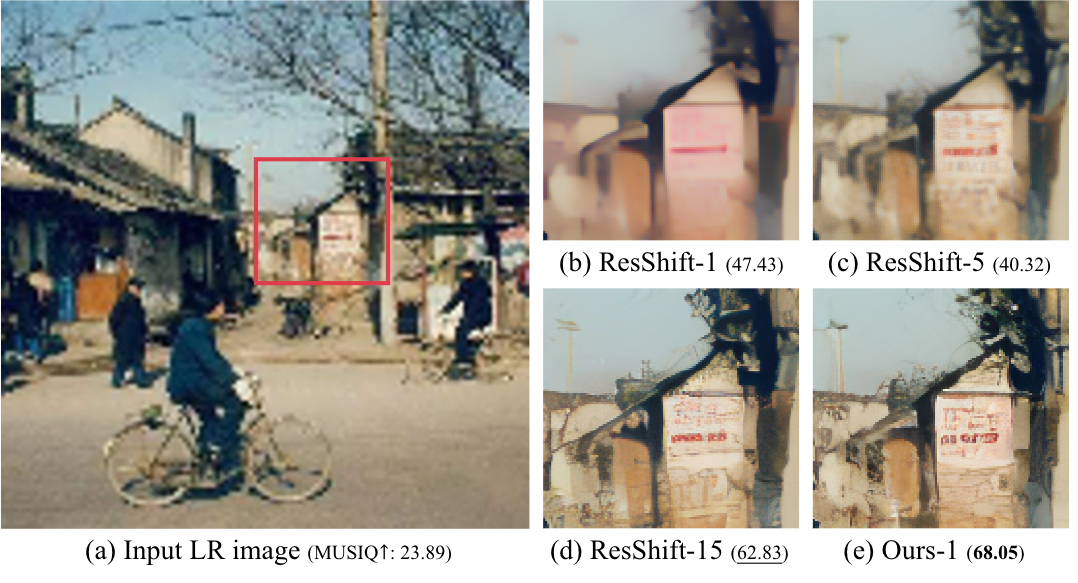 (a) Input LR image (MUSIQ↑: 23.89)
(b) ResShift-1 (47.43)
(c) ResShift-5 (40.32)
(d) ResShift-15 (62.83)
(e) Ours-1 (68.05)